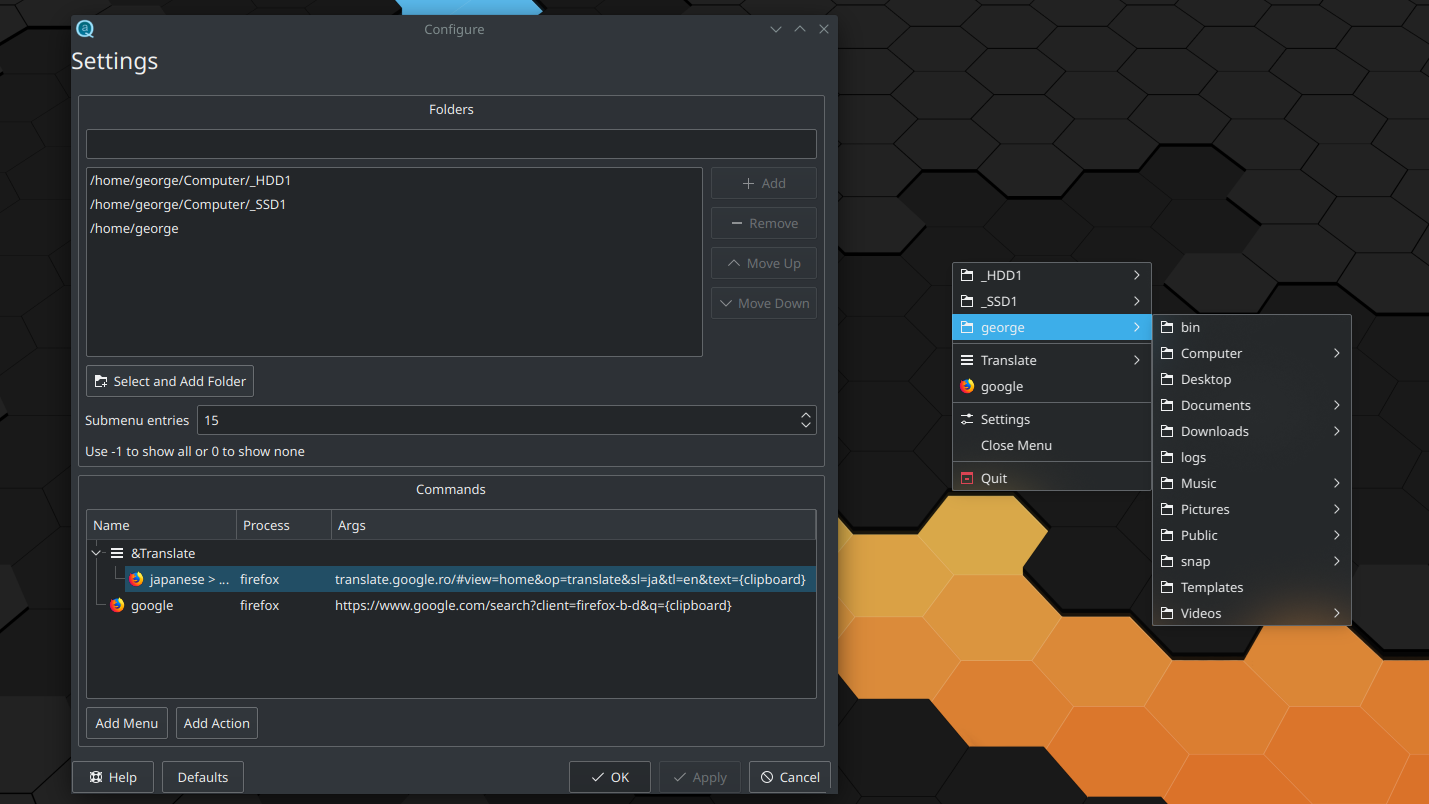 Configure
Settings
Folders
/home/george/Computer/_HDD1
/home/george/Computer/_SSD1
/home/george
Add
Remove
Move Up
Move Down
Select and Add Folder
Submenu entries 15
Use -1 to show all or 0 to show none
Commands
Name Process Args
&Translate
japanese > ... firefox translate.google.ro/#view=home&op=translate&sl=ja&tl=en&text={clipboard}
google firefox https://www.google.com/search?client=firefox-b-d&q={clipboard}
Add Menu Add Action
Help Defaults OK Apply Cancel
_HDD1
_SSD1
george
Translate
google
Settings
Close Menu
Quit
bin
Computer
Desktop
Documents
Downloads
logs
Music
Pictures
Public
snap
Templates
Videos